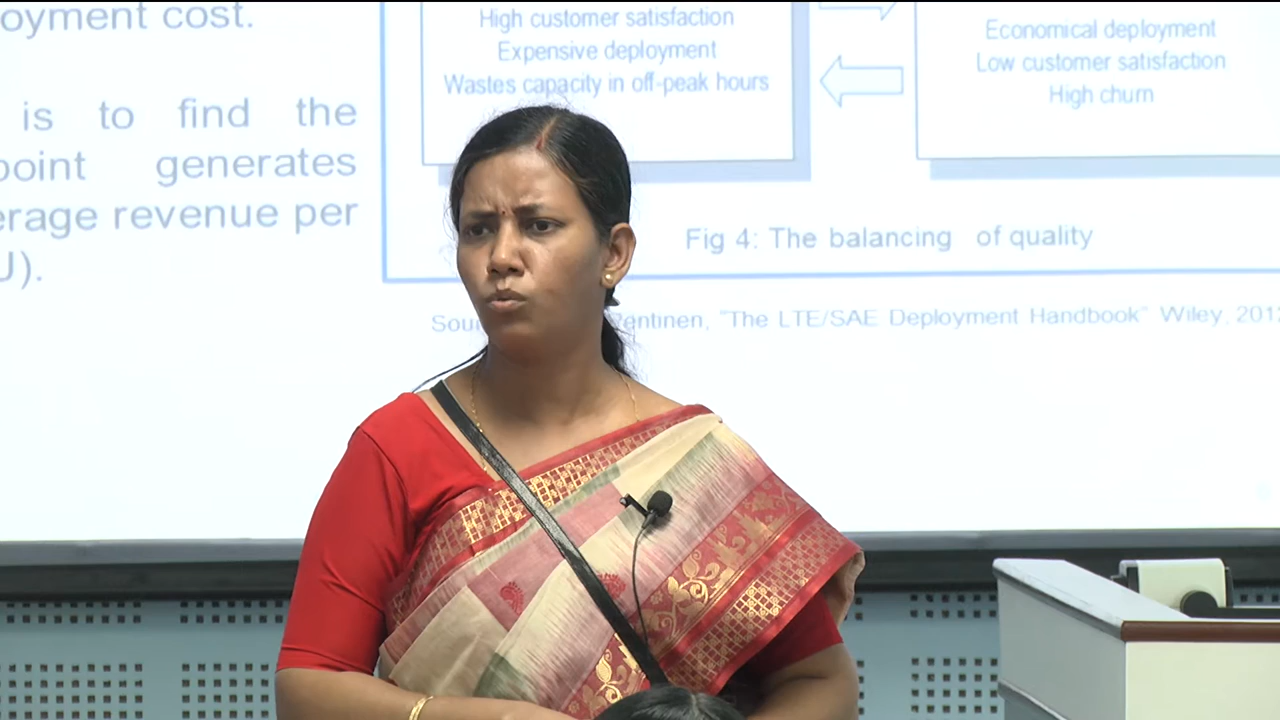 oyment cost.
is to find the
point generates
erage revenue per
U).
High customer satisfaction
Expensive deployment
Wastes capacity in off-peak hours
Economical deployment
Low customer satisfaction
High churn
Fig 4: The balancing of quality
"The LTE/SAE Deployment Handbook" Wiley, 2012